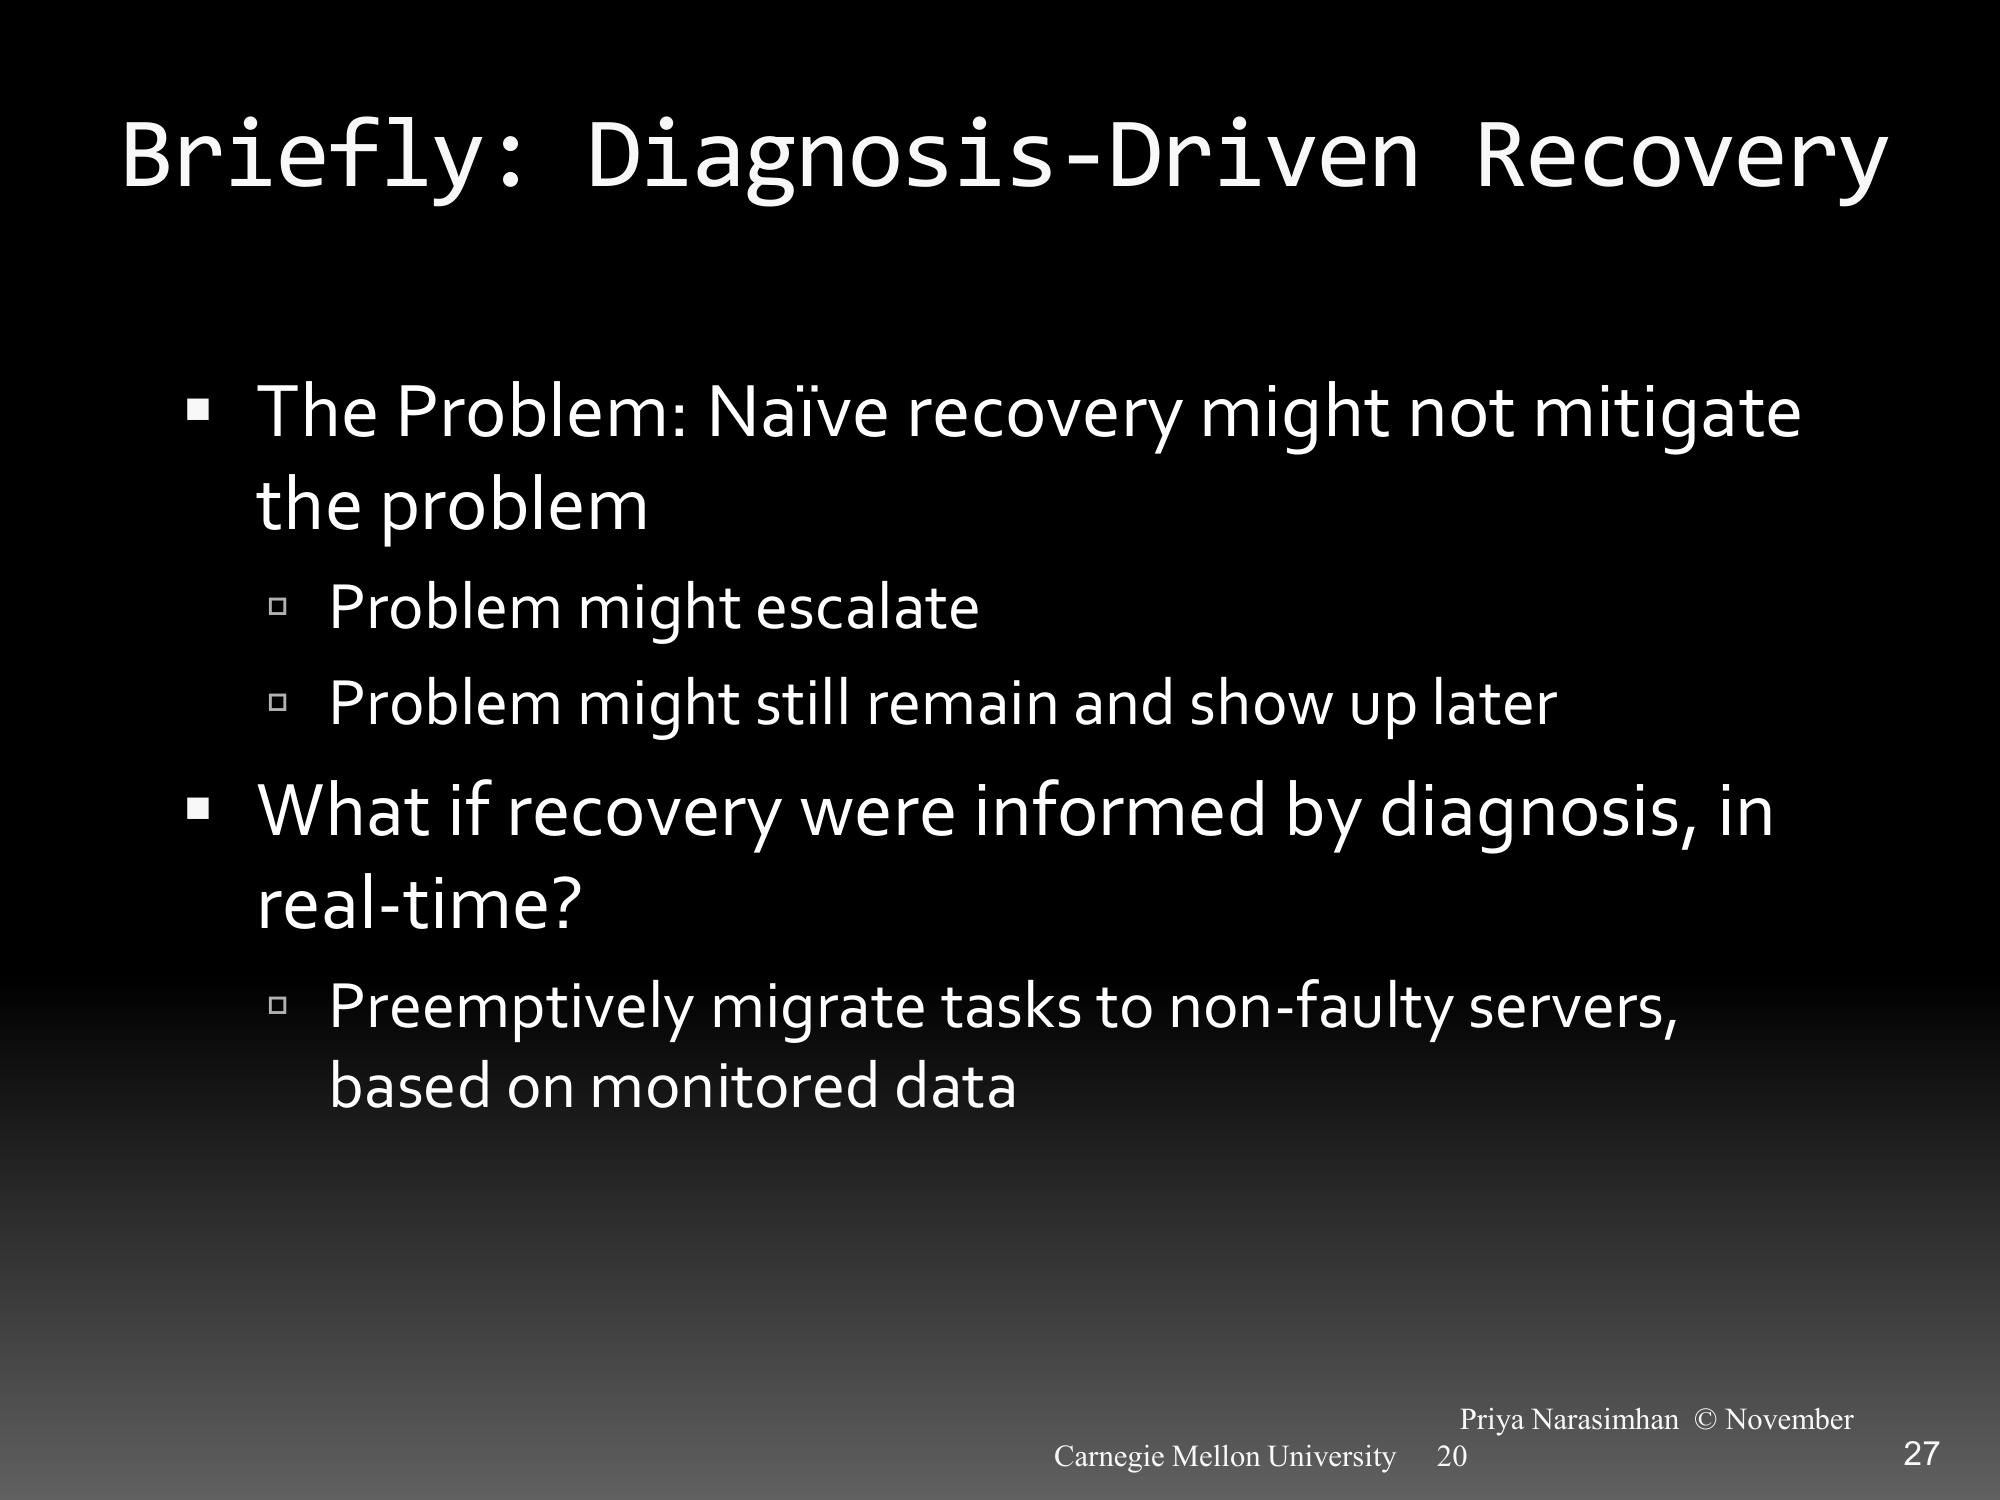 Briefly: Diagnosis-Driven Recovery
▪ The Problem: Naïve recovery might not mitigate
the problem
▫ Problem might escalate
▫ Problem might still remain and show up later
▪ What if recovery were informed by diagnosis, in
real-time?
▫ Preemptively migrate tasks to non-faulty servers,
based on monitored data
Priya Narasimhan © November
Carnegie Mellon University 20
27